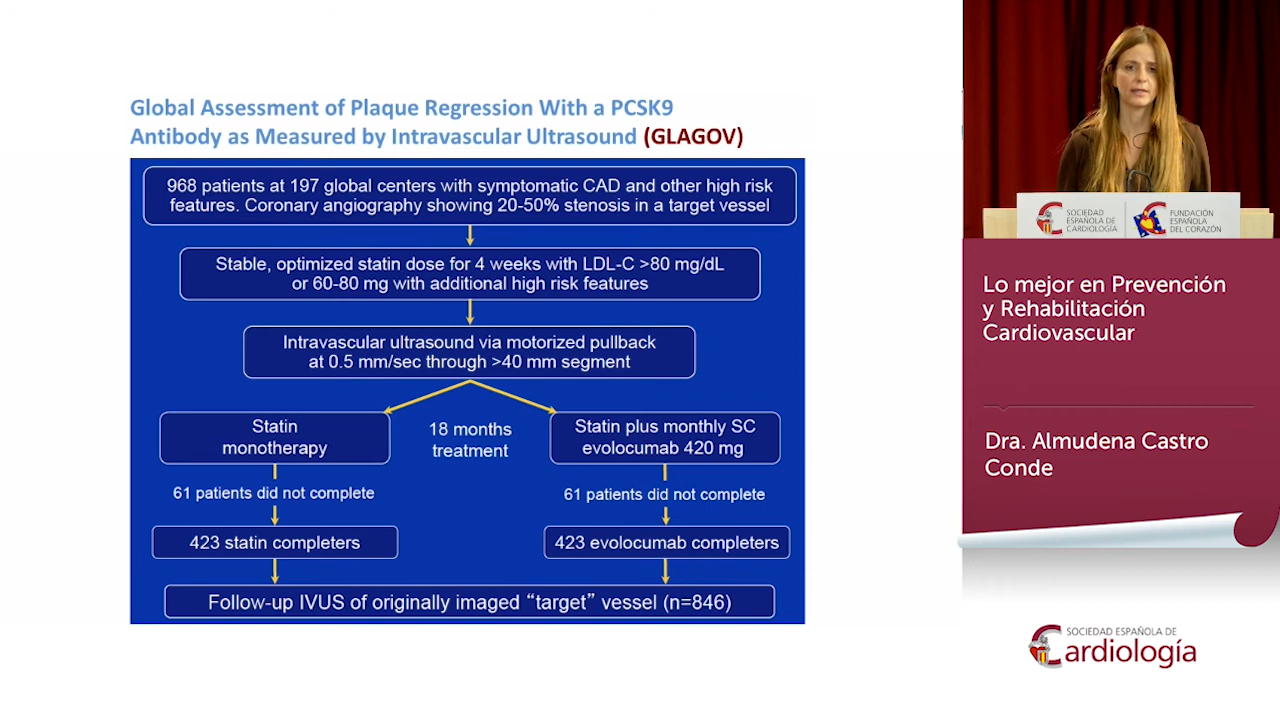 Global Assessment of Plaque Regression With a PCSK9
Antibody as Measured by Intravascular Ultrasound (GLAGOV)
968 patients at 197 global centers with symptomatic CAD and other high risk
features. Coronary angiography showing 20-50% stenosis in a target vessel
Stable, optimized statin dose for 4 weeks with LDL-C >80 mg/dL
or 60-80 mg with additional high risk features
Intravascular ultrasound via motorized pullback
at 0.5 mm/sec through >40 mm segment
Statin
monotherapy
18 months
treatment
Statin plus monthly SC
evolocumab 420 mg
61 patients did not complete
61 patients did not complete
423 statin completers
423 evolocumab completers
Follow-up IVUS of originally imaged “target” vessel (n=846)
SOCIEDAD
ESPAÑOLA DE
CARDIOLOGÍA
FUNDACIÓN
ESPAÑOLA
DEL CORAZÓN
Lo mejor en Prevención
y Rehabilitación
Cardiovascular
Dra. Almudena Castro
Conde
SOCIEDAD ESPAÑOLA DE
Cardiología